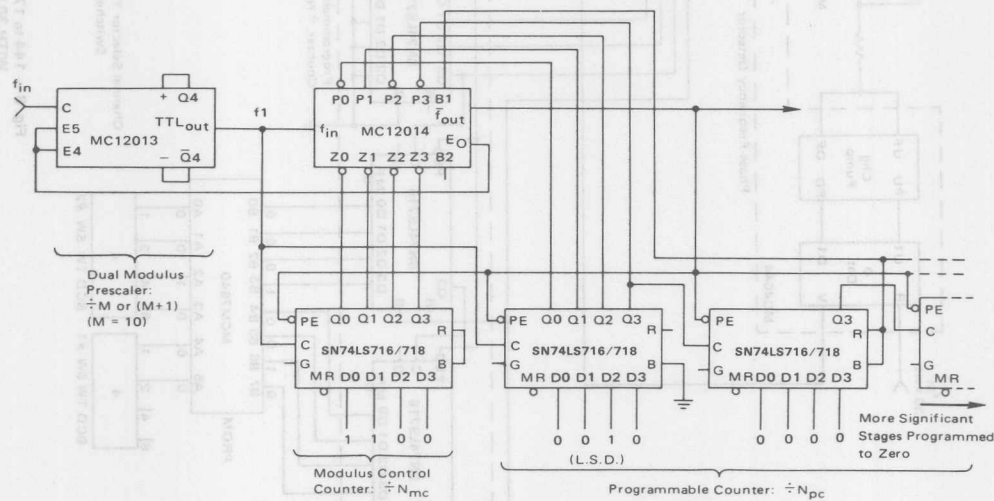 f_in
C
E5
E4
+ Q4
TTL_out
MC12013
− Q̅4
f1
P0 P1 P2 P3 B1
f̅_out
f_in
MC12014
E_O
Z0 Z1 Z2 Z3 B2
Dual Modulus
Prescaler:
÷M or (M+1)
(M = 10)
PE
Q0 Q1 Q2 Q3
R
C
SN74LS716/718
G
B
MR D0 D1 D2 D3
1 1 0 0
Modulus Control
Counter: ÷N_mc
PE
Q0 Q1 Q2 Q3
R
C
SN74LS716/718
G
B
MR D0 D1 D2 D3
0 0 1 0
(L.S.D.)
PE
Q3
R
C
SN74LS716/718
G
B
MR D0 D1 D2 D3
0 0 0 0
PE
C
G
MR
More Significant
Stages Programmed
to Zero
Programmable Counter: ÷N_pc